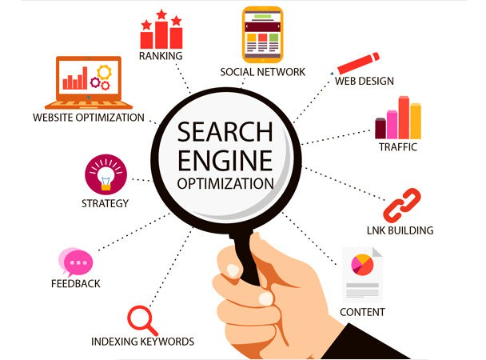 RANKING
SOCIAL NETWORK
WEB DESIGN
WEBSITE OPTIMIZATION
SEARCH
ENGINE
OPTIMIZATION
TRAFFIC
STRATEGY
LNK BUILDING
FEEDBACK
CONTENT
INDEXING KEYWORDS